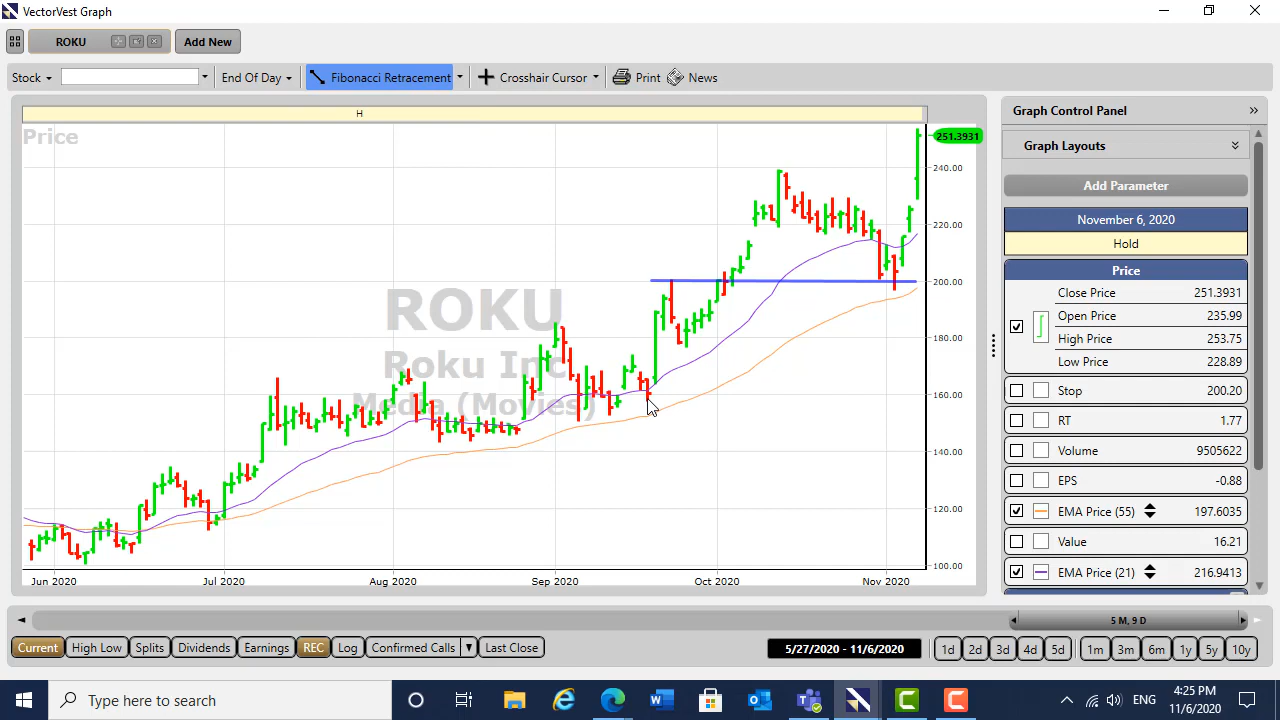 VectorVest Graph
ROKU Add New
Stock End Of Day Fibonacci Retracement Crosshair Cursor Print News
H
Price
251.3931
240.00
220.00
200.00
180.00
160.00
140.00
120.00
100.00
ROKU
Roku Inc
Media (Movies)
Jun 2020 Jul 2020 Aug 2020 Sep 2020 Oct 2020 Nov 2020
Graph Control Panel
Graph Layouts
Add Parameter
November 6, 2020
Hold
Price
Close Price 251.3931
Open Price 235.99
High Price 253.75
Low Price 228.89
Stop 200.20
RT 1.77
Volume 9505622
EPS -0.88
EMA Price (55) 197.6035
Value 16.21
EMA Price (21) 216.9413
5 M, 9 D
Current High Low Splits Dividends Earnings REC Log Confirmed Calls Last Close 5/27/2020 - 11/6/2020 1d 2d 3d 4d 5d 1m 3m 6m 1y 5y 10y
Type here to search
ENG
4:25 PM
11/6/2020